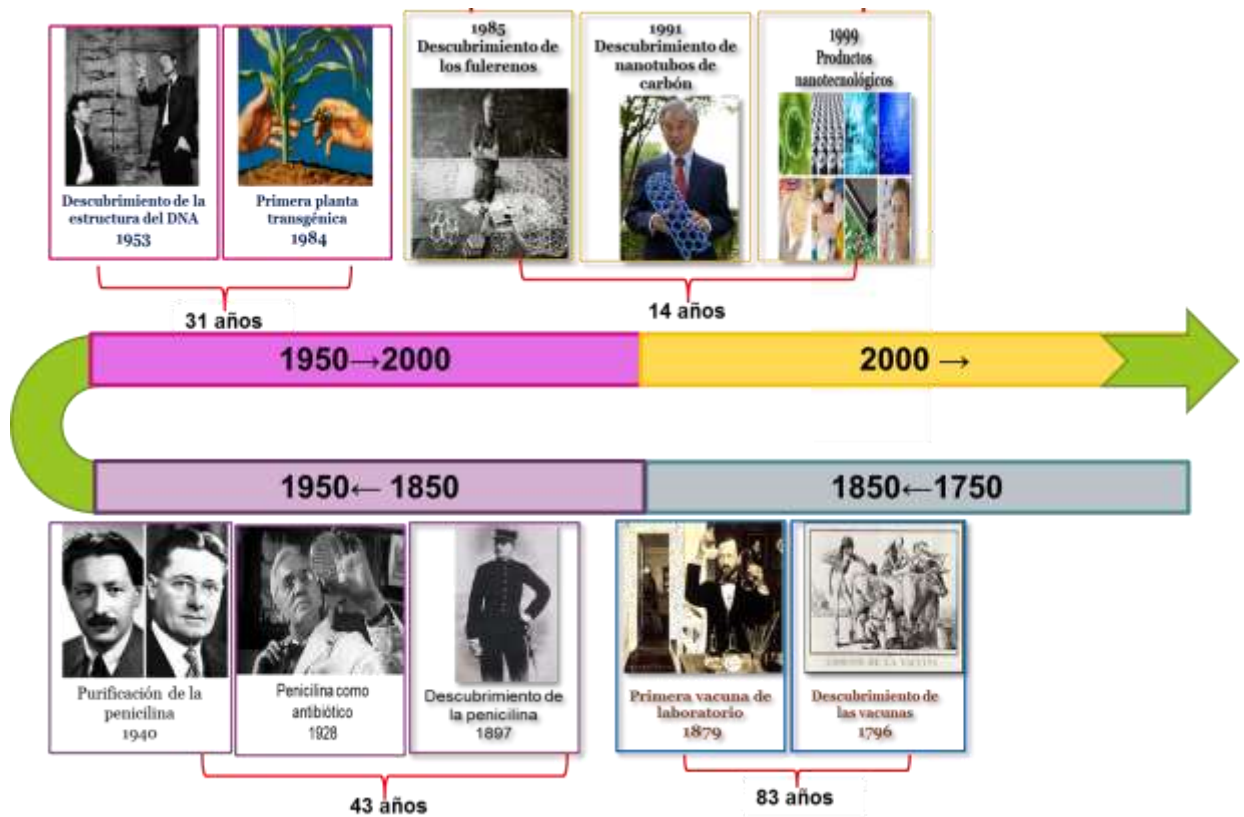 Descubrimiento de la
estructura del DNA
1953
Primera planta
transgénica
1984
1985
Descubrimiento de
los fulerenos
1991
Descubrimiento de
nanotubos de
carbón
1999
Productos
nanotecnológicos
31 años
14 años
1950→2000
2000 →
1950← 1850
1850←1750
Purificación de la
penicilina
1940
Penicilina como
antibiótico
1928
Descubrimiento de
la penicilina
1897
Primera vacuna de
laboratorio
1879
DE LA VACUNA
Descubrimiento de
las vacunas
1796
43 años
83 años